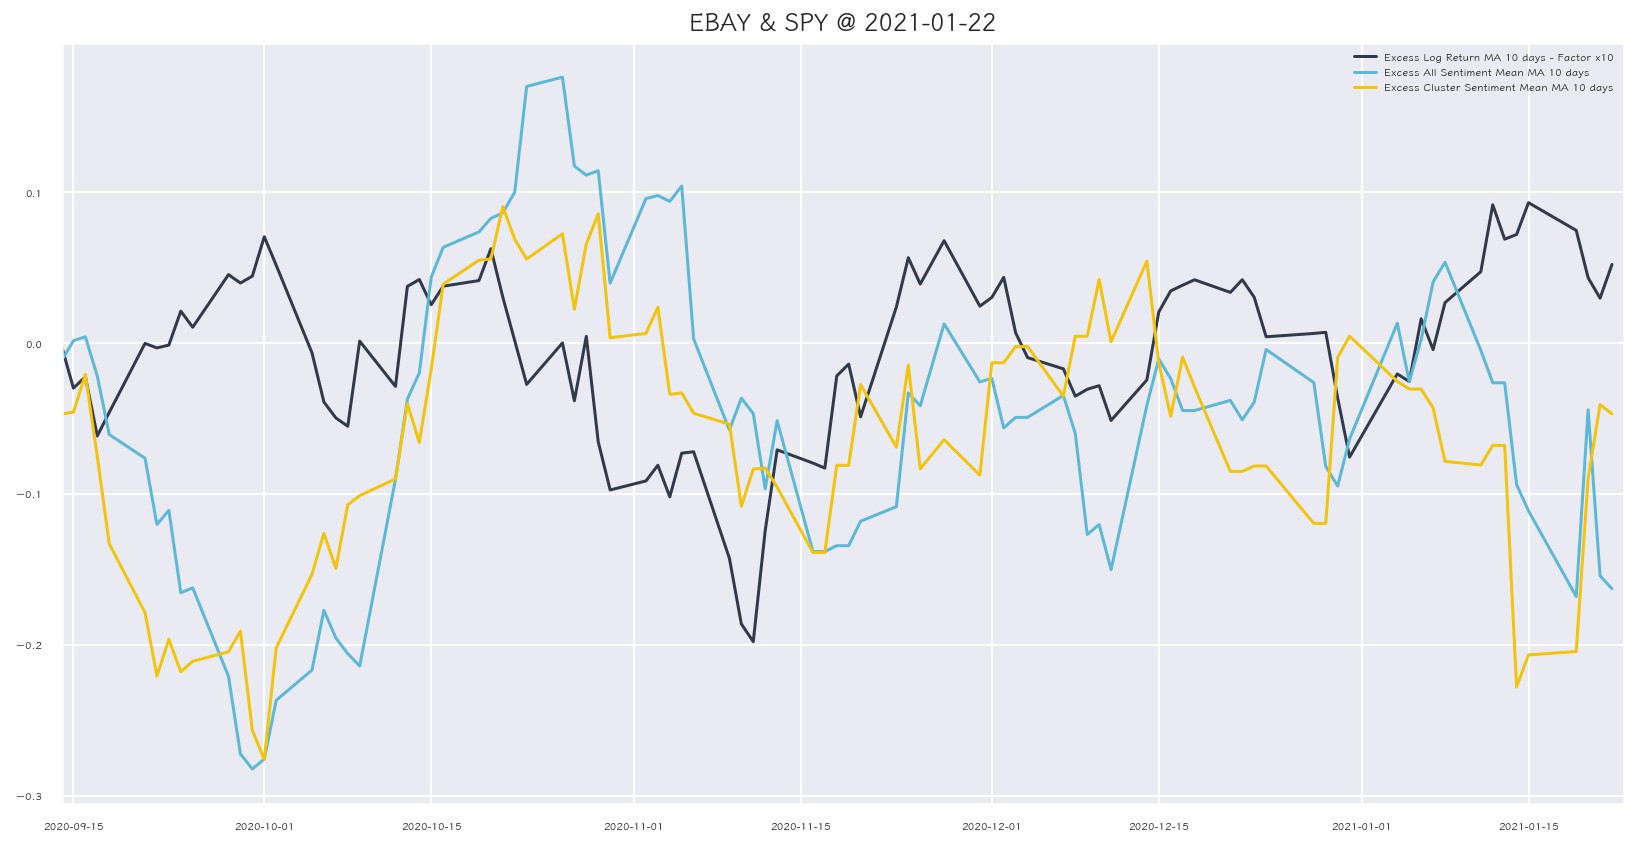 EBAY & SPY @ 2021-01-22
Excess Log Return MA 10 days - Factor x10
Excess All Sentiment Mean MA 10 days
Excess Cluster Sentiment Mean MA 10 days
0.1
0.0
−0.1
−0.2
−0.3
2020-09-15 2020-10-01 2020-10-15 2020-11-01 2020-11-15 2020-12-01 2020-12-15 2021-01-01 2021-01-15